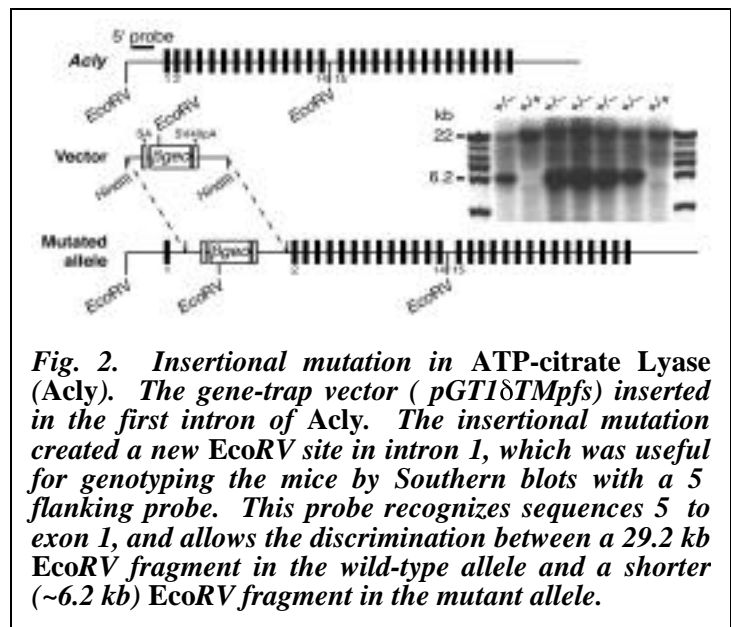 5' probe
Acly
1 2
14 15
EcoRV
EcoRV
EcoRV
Vector
SA
βgeo
HindIII
HindIII
kb
22
6.2
Mutated
allele
βgeo
1
2
14 15
EcoRV
EcoRV
EcoRV
Fig. 2. Insertional mutation in ATP-citrate Lyase
(Acly). The gene-trap vector ( pGT1δTMpfs) inserted
in the first intron of Acly. The insertional mutation
created a new EcoRV site in intron 1, which was useful
for genotyping the mice by Southern blots with a 5
flanking probe. This probe recognizes sequences 5 to
exon 1, and allows the discrimination between a 29.2 kb
EcoRV fragment in the wild-type allele and a shorter
(~6.2 kb) EcoRV fragment in the mutant allele.